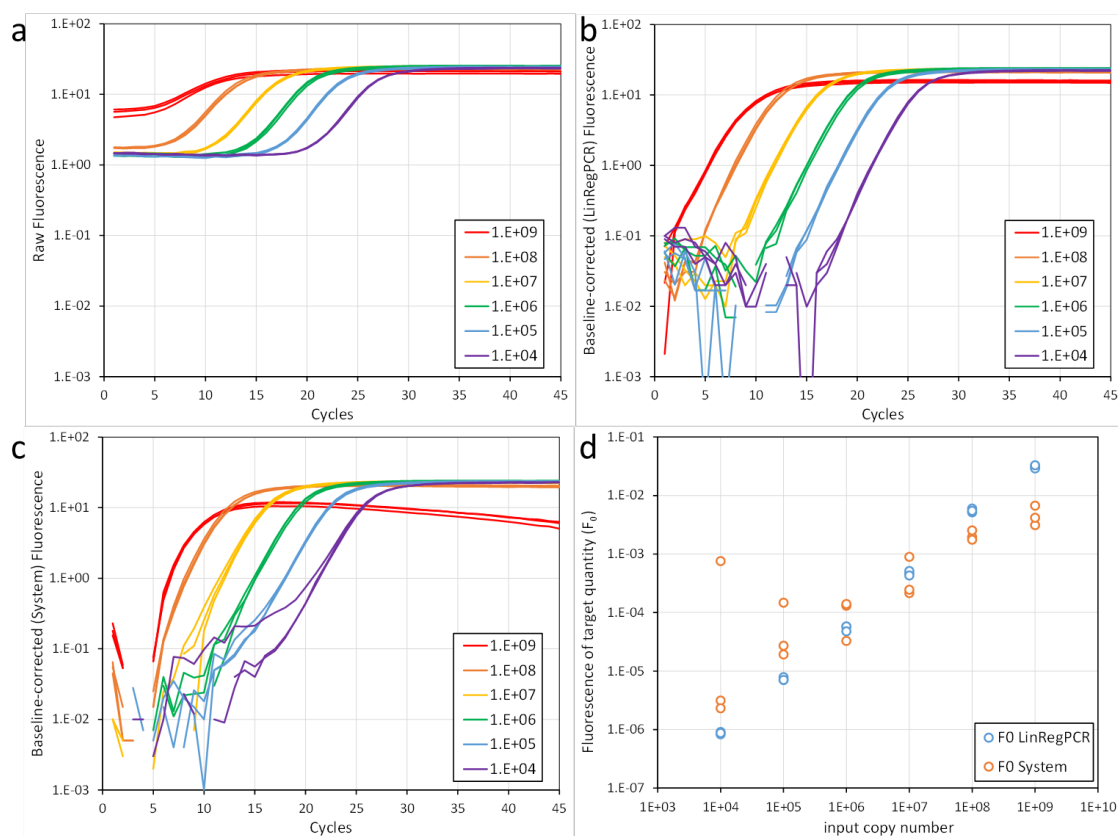 a
1.E+02
1.E+01
1.E+00
1.E-01
1.E-02
1.E-03
Raw Fluorescence
0 5 10 15 20 25 30 35 40 45
Cycles
1.E+09
1.E+08
1.E+07
1.E+06
1.E+05
1.E+04
b
1.E+02
1.E+01
1.E+00
1.E-01
1.E-02
1.E-03
Baseline-corrected (LinRegPCR) Fluorescence
0 5 10 15 20 25 30 35 40 45
Cycles
1.E+09
1.E+08
1.E+07
1.E+06
1.E+05
1.E+04
c
1.E+02
1.E+01
1.E+00
1.E-01
1.E-02
1.E-03
Baseline-corrected (System) Fluorescence
0 5 10 15 20 25 30 35 40 45
Cycles
1.E+09
1.E+08
1.E+07
1.E+06
1.E+05
1.E+04
d
1.E-01
1.E-02
1.E-03
1.E-04
1.E-05
1.E-06
1.E-07
Fluorescence of target quantity (F₀)
1E+03 1E+04 1E+05 1E+06 1E+07 1E+08 1E+09 1E+10
input copy number
F0 LinRegPCR
F0 System